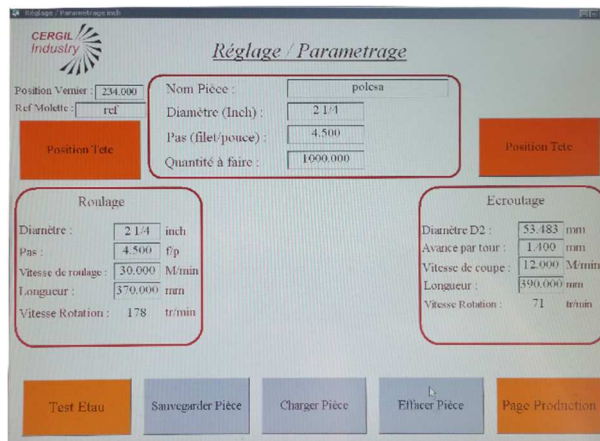 Réglage / Parametrage inch
CERGIL
Industry
Réglage / Parametrage
Position Vernier : 234.000
Ref Molette : ref
Nom Pièce : polcsa
Diamètre (Inch) : 2 1/4
Pas (filet/pouce) : 4.500
Quantité à faire : 1000.000
Position Tete
Position Tete
Roulage
Diamètre : 2 1/4 inch
Pas : 4.500 f/p
Vitesse de roulage : 30.000 M/min
Longueur : 370.000 mm
Vitesse Rotation : 178 tr/min
Ecroutage
Diamètre D2 : 53.483 mm
Avance par tour : 1.400 mm
Vitesse de coupe : 12.000 M/min
Longueur : 390.000 mm
Vitesse Rotation : 71 tr/min
Test Etau
Sauvegarder Pièce
Charger Pièce
Effacer Pièce
Page Production